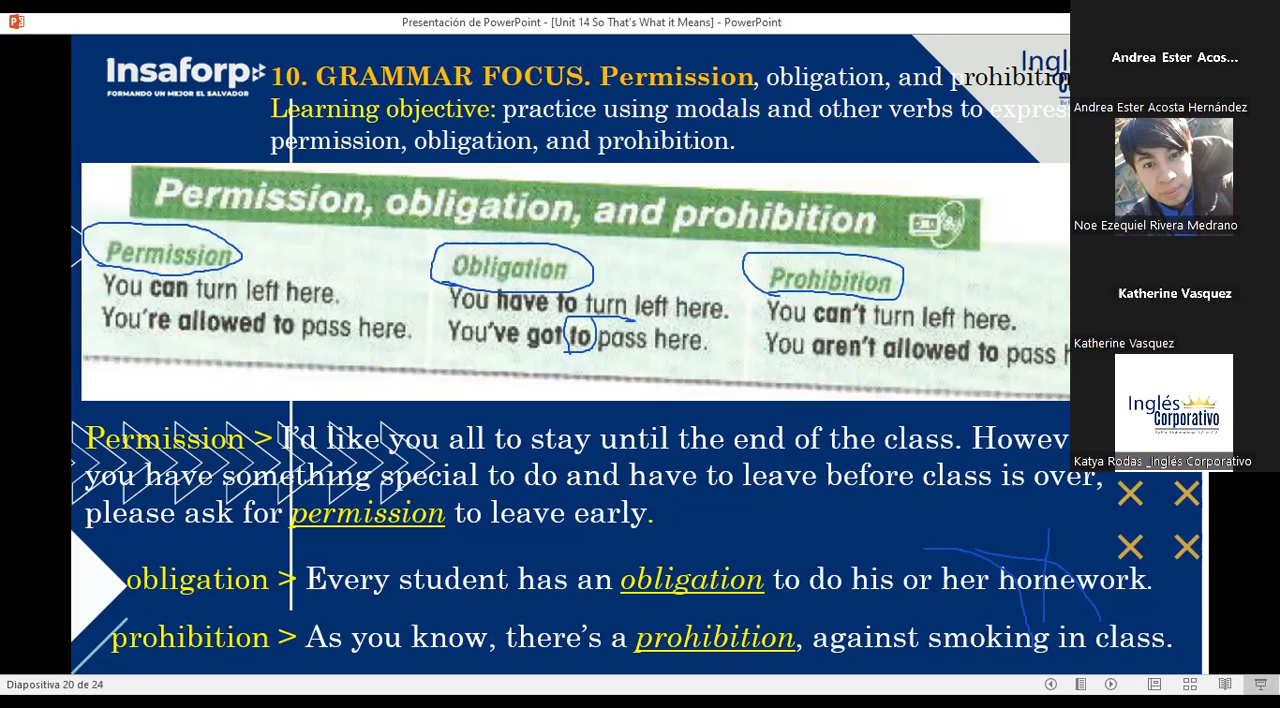 Presentación de PowerPoint - [Unit 14 So That's What it Means] - PowerPoint
Insaforp
FORMANDO UN MEJOR EL SALVADOR
10. GRAMMAR FOCUS. Permission, obligation, and prohibitio
Learning objective: practice using modals and other verbs to express
permission, obligation, and prohibition.
Inglé
Permission, obligation, and prohibition
Permission
You can turn left here.
You're allowed to pass here.
Obligation
You have to turn left here.
You've got to pass here.
Prohibition
You can't turn left here.
You aren't allowed to pass h
Permission > I'd like you all to stay until the end of the class. Howev
you have something special to do and have to leave before class is over,
please ask for permission to leave early.
obligation > Every student has an obligation to do his or her homework.
prohibition > As you know, there's a prohibition, against smoking in class.
Andrea Ester Acos...
Andrea Ester Acosta Hernández
Noe Ezequiel Rivera Medrano
Katherine Vasquez
Katherine Vasquez
Inglés
Corporativo
Katya Rodas _Inglés Corporativo
Diapositiva 20 de 24